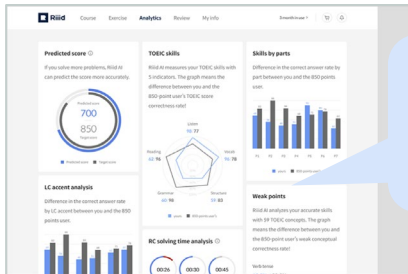 Riiid
Course
Exercise
Analytics
Review
My info
Predicted score
If you solve more problems, Riiid AI
can predict the score more accurately.
Predicted score
700
850
Target score
Predicted score
Target score
LC accent analysis
Difference in the correct answer rate
by LC accent between you and the 850
points user.
TOEIC skills
Riiid AI measures your TOEIC skills with
5 indicators. The graph means the
difference between you and the
850-point user's TOEIC score
correctness rate!
RC solving time analysis
00:26
00:30
00:45
Skills by parts
Difference in the correct answer rate by
part between you and the 850 points
user.
P1
P2
P3
P4
P5
P6
P7
Weak points
Riiid AI analyzes your accurate skills
with 59 TOEIC concepts. The graph
means the difference between you and
the 850-point user's weak conceptual
correctness rate!
Verb tense